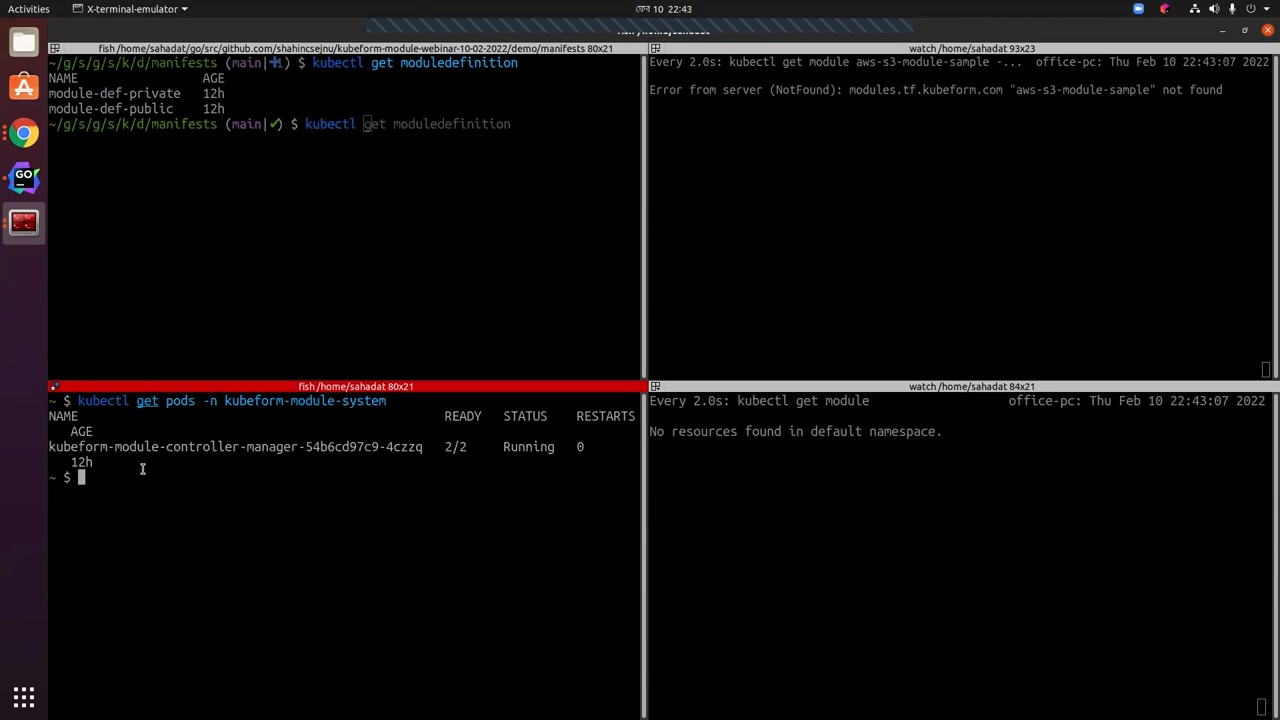 Activities
X-terminal-emulator
ফেব 10 22:43
fish /home/sahadat/go/src/github.com/shahincsejnu/kubeform-module-webinar-10-02-2022/demo/manifests 80x21
~/g/s/g/s/k/d/manifests (main|✚1) $ kubectl get moduledefinition
NAME AGE
module-def-private 12h
module-def-public 12h
~/g/s/g/s/k/d/manifests (main|✔) $ kubectl get moduledefinition
watch /home/sahadat 93x23
Every 2.0s: kubectl get module aws-s3-module-sample -... office-pc: Thu Feb 10 22:43:07 2022
Error from server (NotFound): modules.tf.kubeform.com "aws-s3-module-sample" not found
fish /home/sahadat 80x21
~ $ kubectl get pods -n kubeform-module-system
NAME READY STATUS RESTARTS
AGE
kubeform-module-controller-manager-54b6cd97c9-4czzq 2/2 Running 0
12h
~ $
watch /home/sahadat 84x21
Every 2.0s: kubectl get module office-pc: Thu Feb 10 22:43:07 2022
No resources found in default namespace.
GO